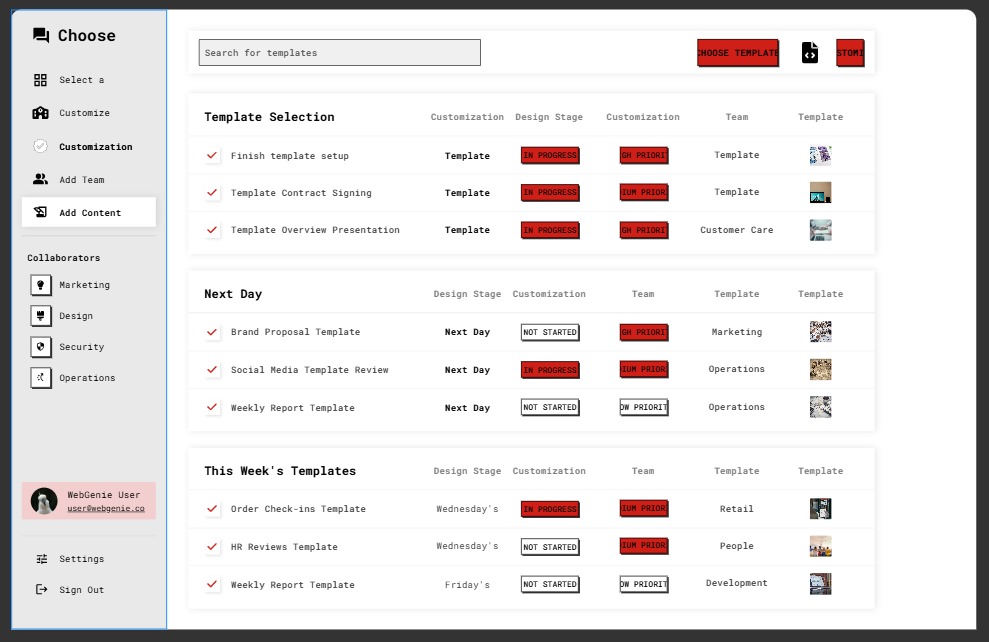 Choose
Select a
Customize
Customization
Add Team
Add Content
Collaborators
Marketing
Design
Security
Operations
WebGenie User
user@webgenie.co
Settings
Sign Out
Search for templates
HOOSE TEMPLATE
STOMI
Template Selection Customization Design Stage Customization Team Template
Finish template setup Template IN PROGRESS GH PRIORIT Template
Template Contract Signing Template IN PROGRESS IUM PRIOR Template
Template Overview Presentation Template IN PROGRESS GH PRIORIT Customer Care
Next Day Design Stage Customization Team Template Template
Brand Proposal Template Next Day NOT STARTED GH PRIORIT Marketing
Social Media Template Review Next Day IN PROGRESS IUM PRIOR Operations
Weekly Report Template Next Day NOT STARTED OW PRIORIT Operations
This Week's Templates Design Stage Customization Team Template Template
Order Check-ins Template Wednesday's IN PROGRESS IUM PRIOR Retail
HR Reviews Template Wednesday's NOT STARTED IUM PRIOR People
Weekly Report Template Friday's NOT STARTED OW PRIORIT Development